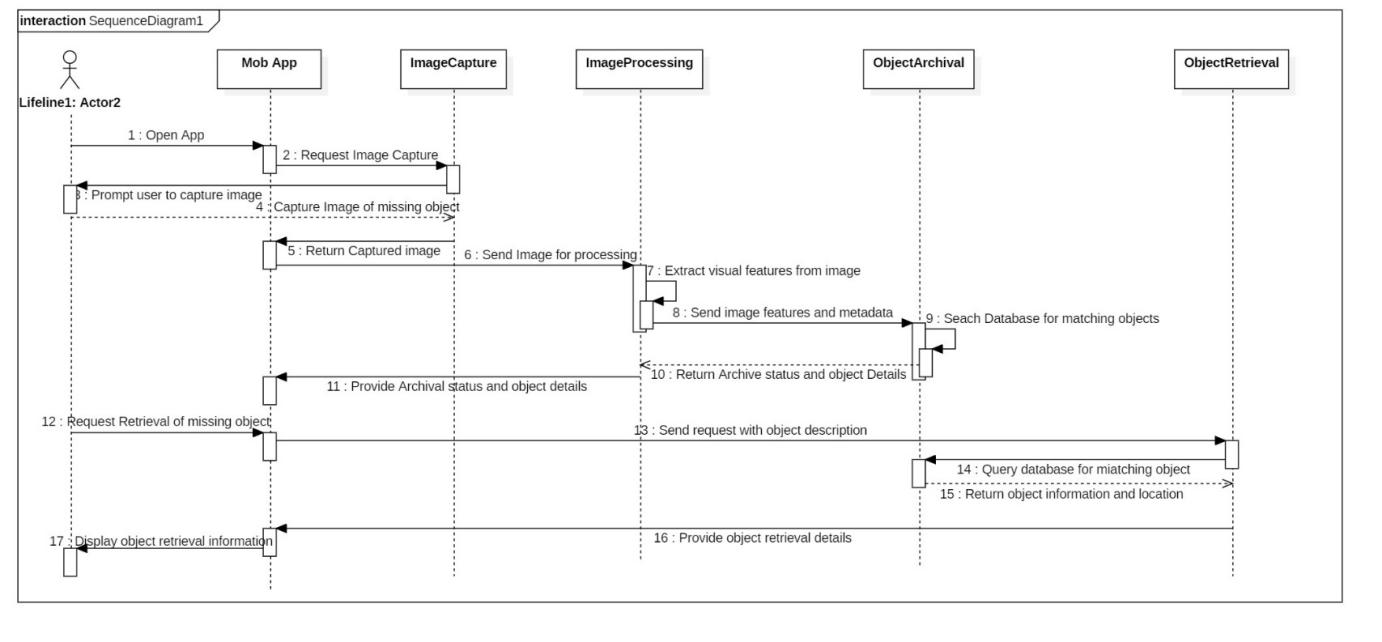 interaction SequenceDiagram1
Mob App
ImageCapture
ImageProcessing
ObjectArchival
ObjectRetrieval
Lifeline1: Actor2
1 : Open App
2 : Request Image Capture
3 : Prompt user to capture image
4 : Capture Image of missing object
5 : Return Captured image
6 : Send Image for processing
7 : Extract visual features from image
8 : Send image features and metadata
9 : Seach Database for matching objects
10 : Return Archive status and object Details
11 : Provide Archival status and object details
12 : Request Retrieval of missing object
13 : Send request with object description
14 : Query database for miatching object
15 : Return object information and location
16 : Provide object retrieval details
17 : Display object retrieval information